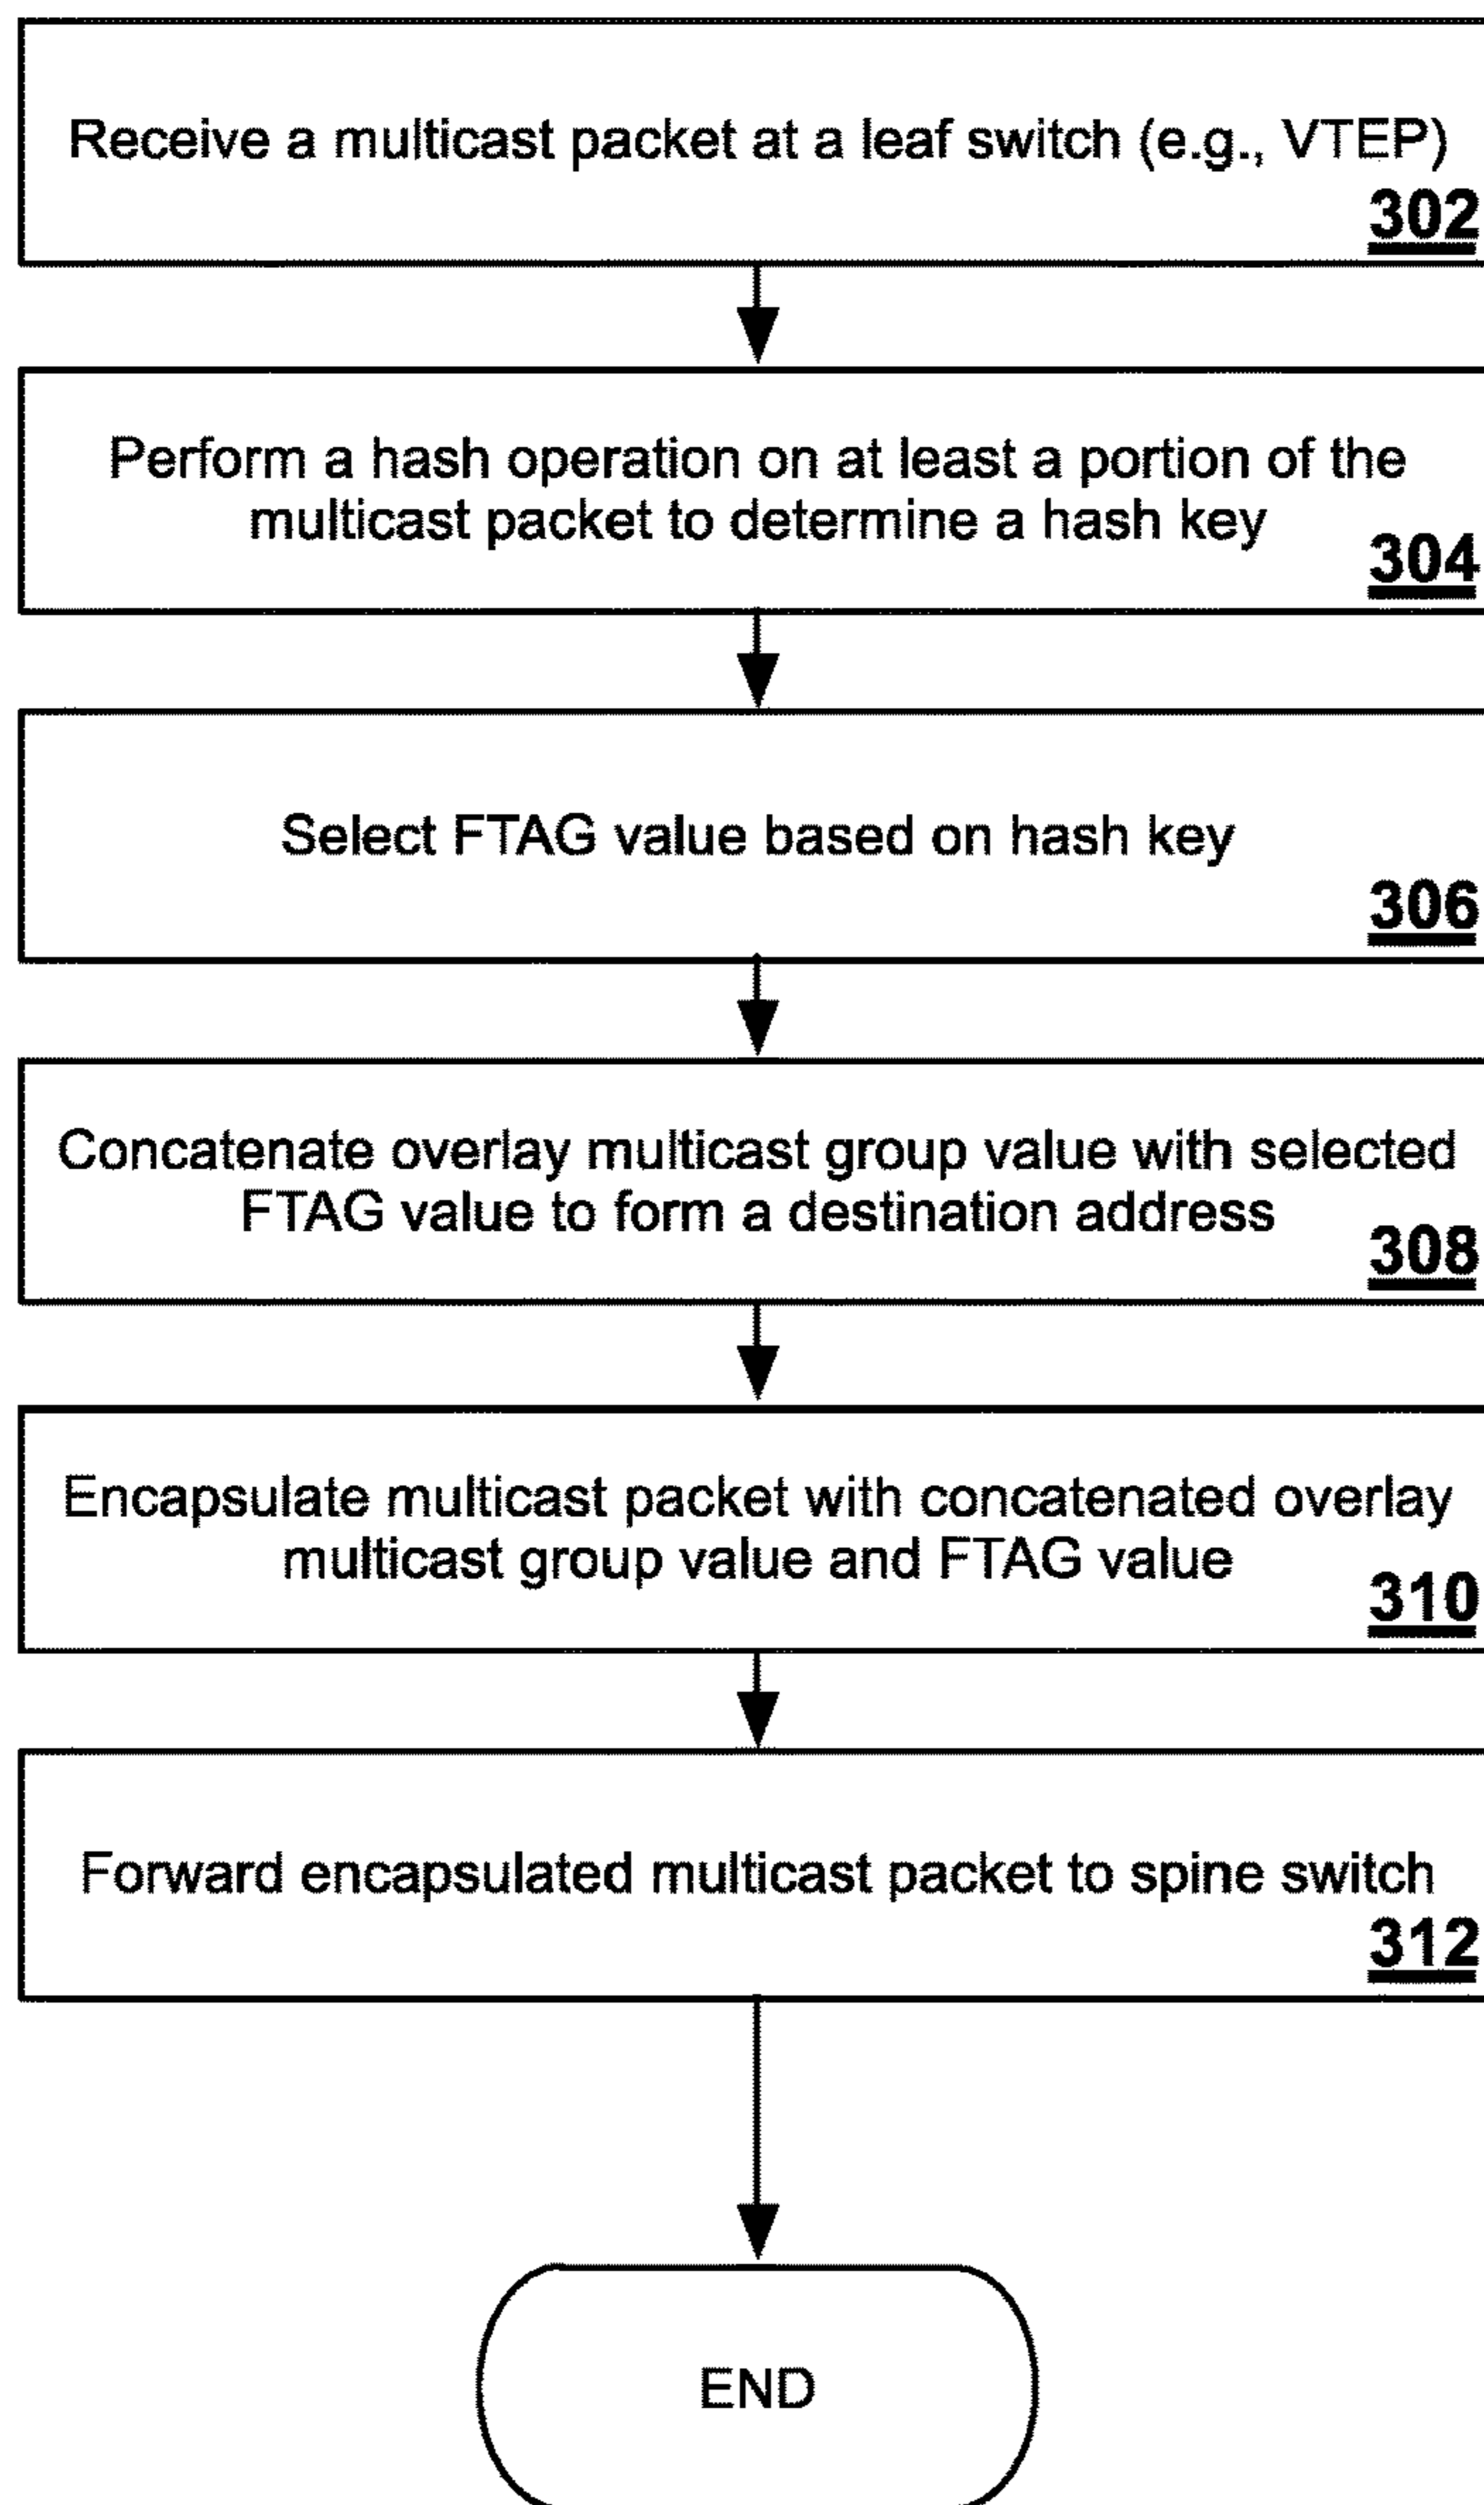 Receive a multicast packet at a leaf switch (e.g., VTEP)
302
Perform a hash operation on at least a portion of the
multicast packet to determine a hash key
304
Select FTAG value based on hash key
306
Concatenate overlay multicast group value with selected
FTAG value to form a destination address
308
Encapsulate multicast packet with concatenated overlay
multicast group value and FTAG value
310
Forward encapsulated multicast packet to spine switch
312
END